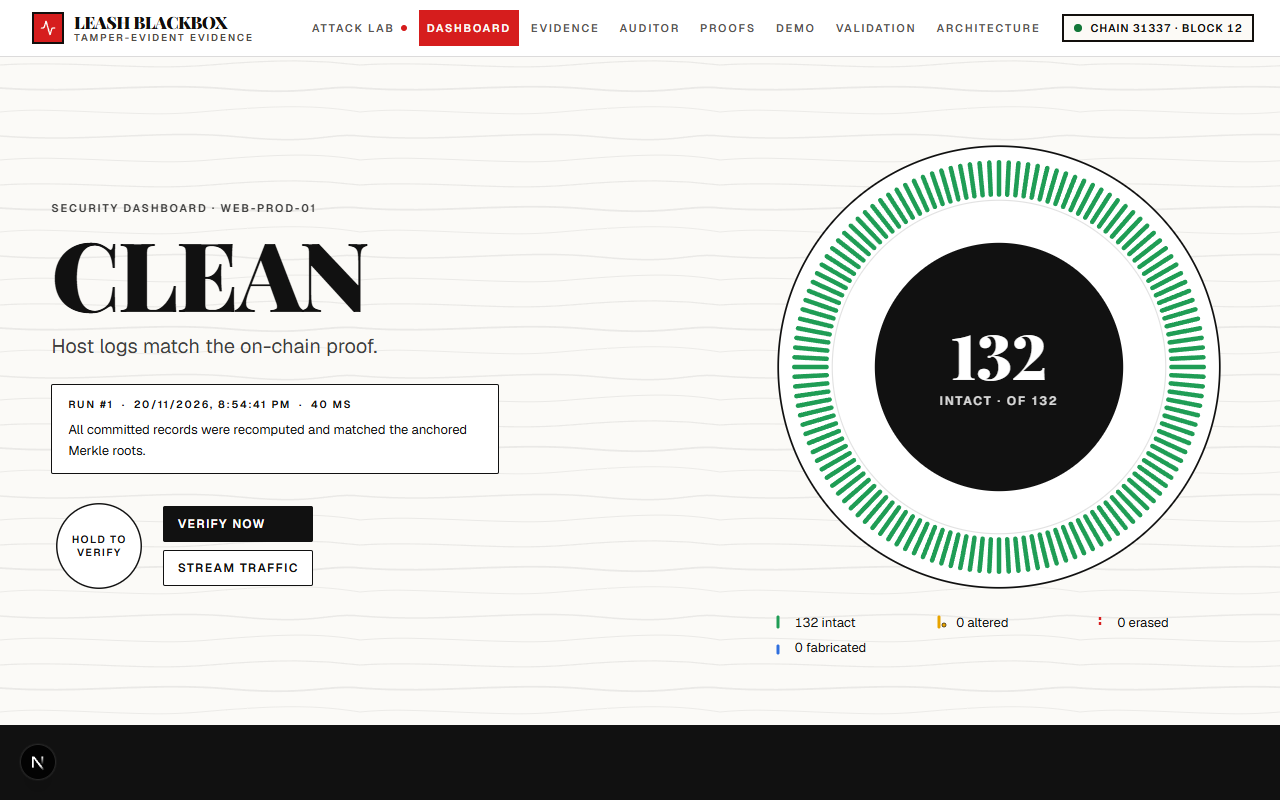 LEASH BLACKBOX
TAMPER-EVIDENT EVIDENCE
ATTACK LAB
DASHBOARD
EVIDENCE
AUDITOR
PROOFS
DEMO
VALIDATION
ARCHITECTURE
CHAIN 31337 · BLOCK 12
SECURITY DASHBOARD · WEB-PROD-01
CLEAN
Host logs match the on-chain proof.
RUN #1 · 20/11/2026, 8:54:41 PM · 40 MS
All committed records were recomputed and matched the anchored
Merkle roots.
HOLD TO
VERIFY
VERIFY NOW
STREAM TRAFFIC
132
INTACT · OF 132
132 intact
0 altered
0 erased
0 fabricated
N